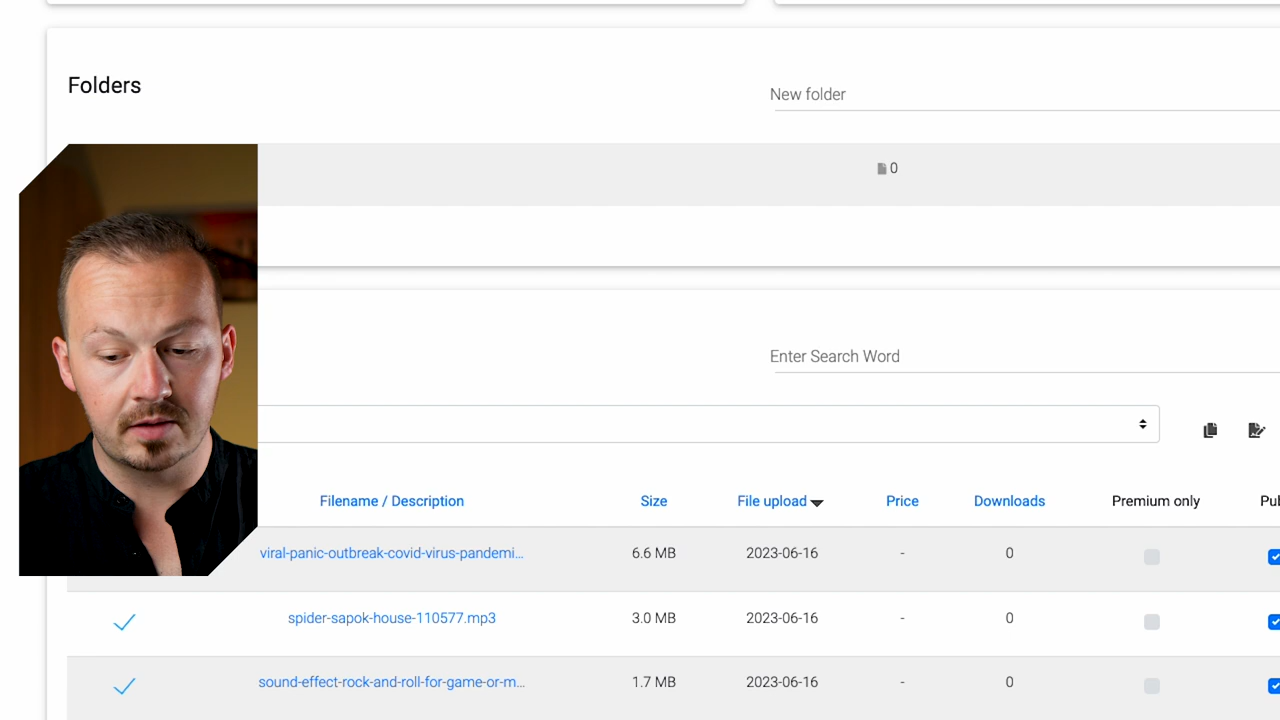 Folders
New folder
0
Enter Search Word
Filename / Description Size File upload Price Downloads Premium only
viral-panic-outbreak-covid-virus-pandemi... 6.6 MB 2023-06-16 - 0
spider-sapok-house-110577.mp3 3.0 MB 2023-06-16 - 0
sound-effect-rock-and-roll-for-game-or-m... 1.7 MB 2023-06-16 - 0